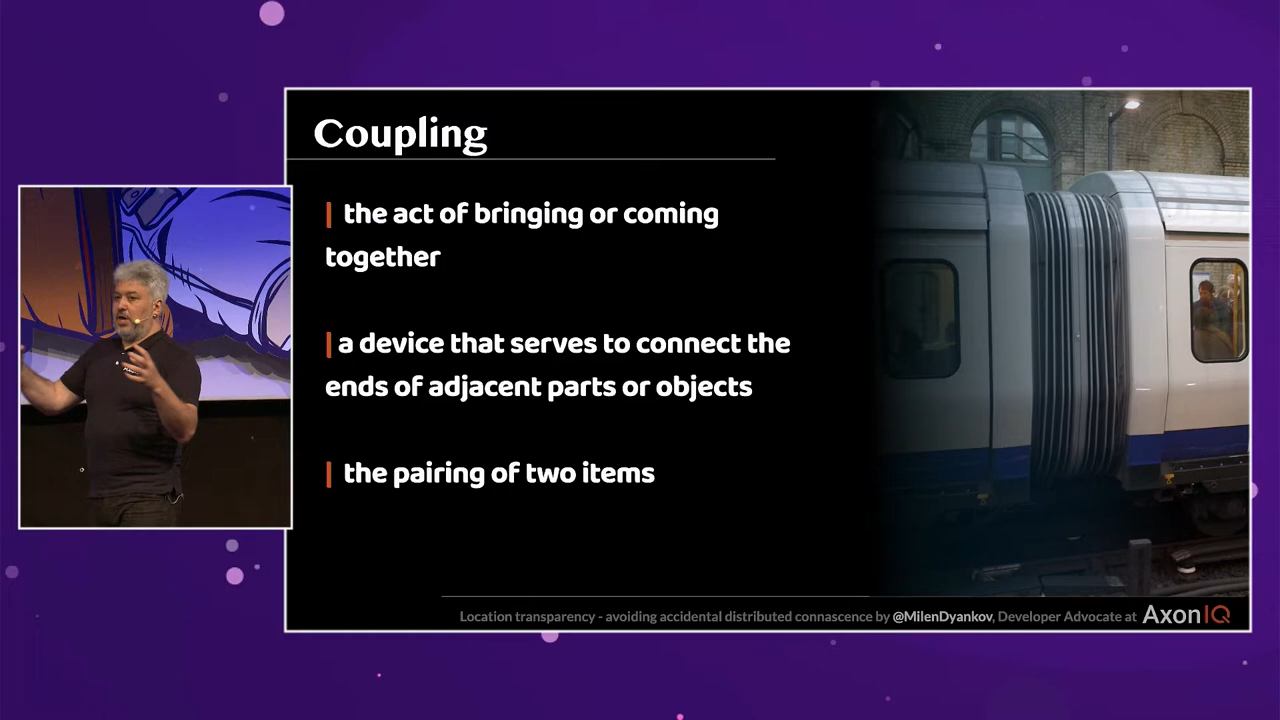 Coupling
| the act of bringing or coming
together
| a device that serves to connect the
ends of adjacent parts or objects
| the pairing of two items
Location transparency - avoiding accidental distributed connascence by @MilenDyankov, Developer Advocate at AxonIQ